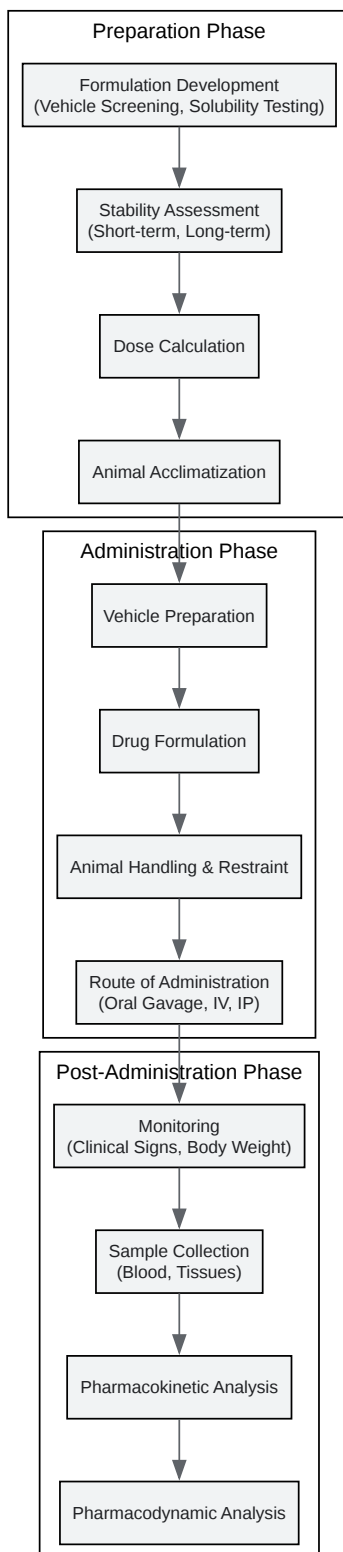 Preparation Phase
Formulation Development
(Vehicle Screening, Solubility Testing)
Stability Assessment
(Short-term, Long-term)
Dose Calculation
Animal Acclimatization
Administration Phase
Vehicle Preparation
Drug Formulation
Animal Handling & Restraint
Route of Administration
(Oral Gavage, IV, IP)
Post-Administration Phase
Monitoring
(Clinical Signs, Body Weight)
Sample Collection
(Blood, Tissues)
Pharmacokinetic Analysis
Pharmacodynamic Analysis